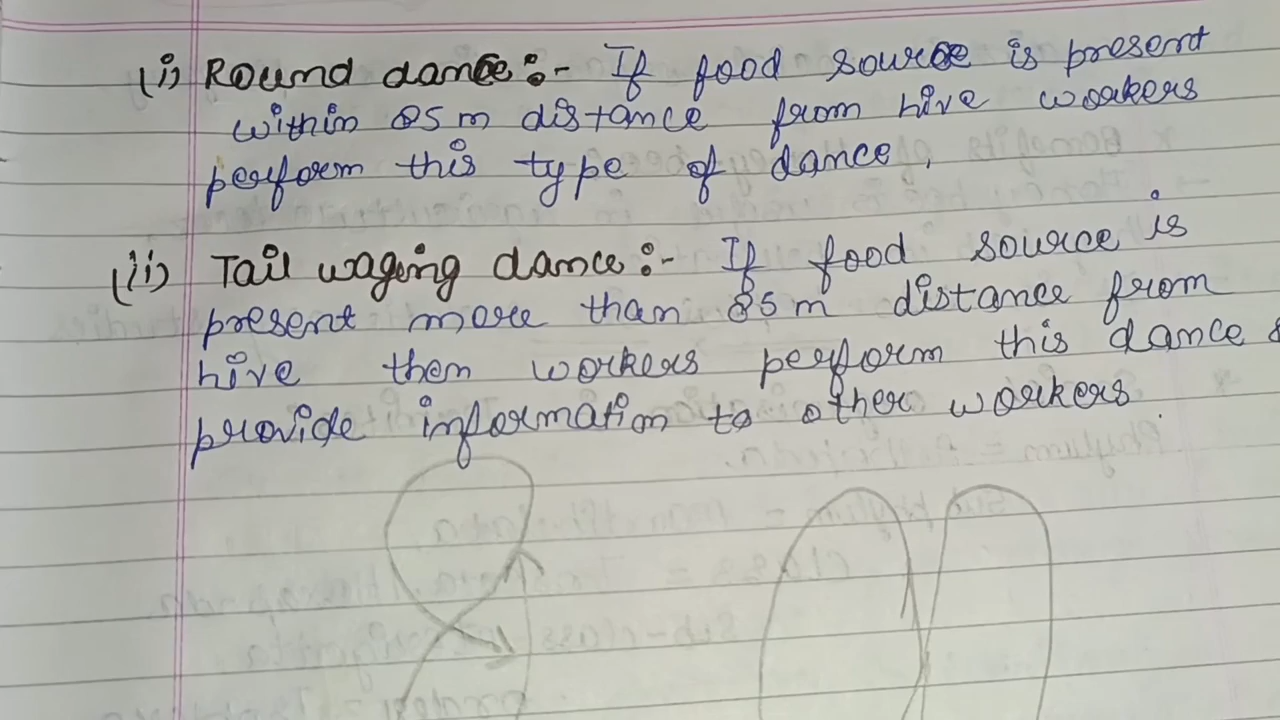 (i) Round dance:- If food source is present
within 85 m distance from hive workers
perform this type of dance,
(ii) Tail waging dance:- If food source is
present more than 85 m distance from
hive then workers perform this dance &
provide information to other workers.